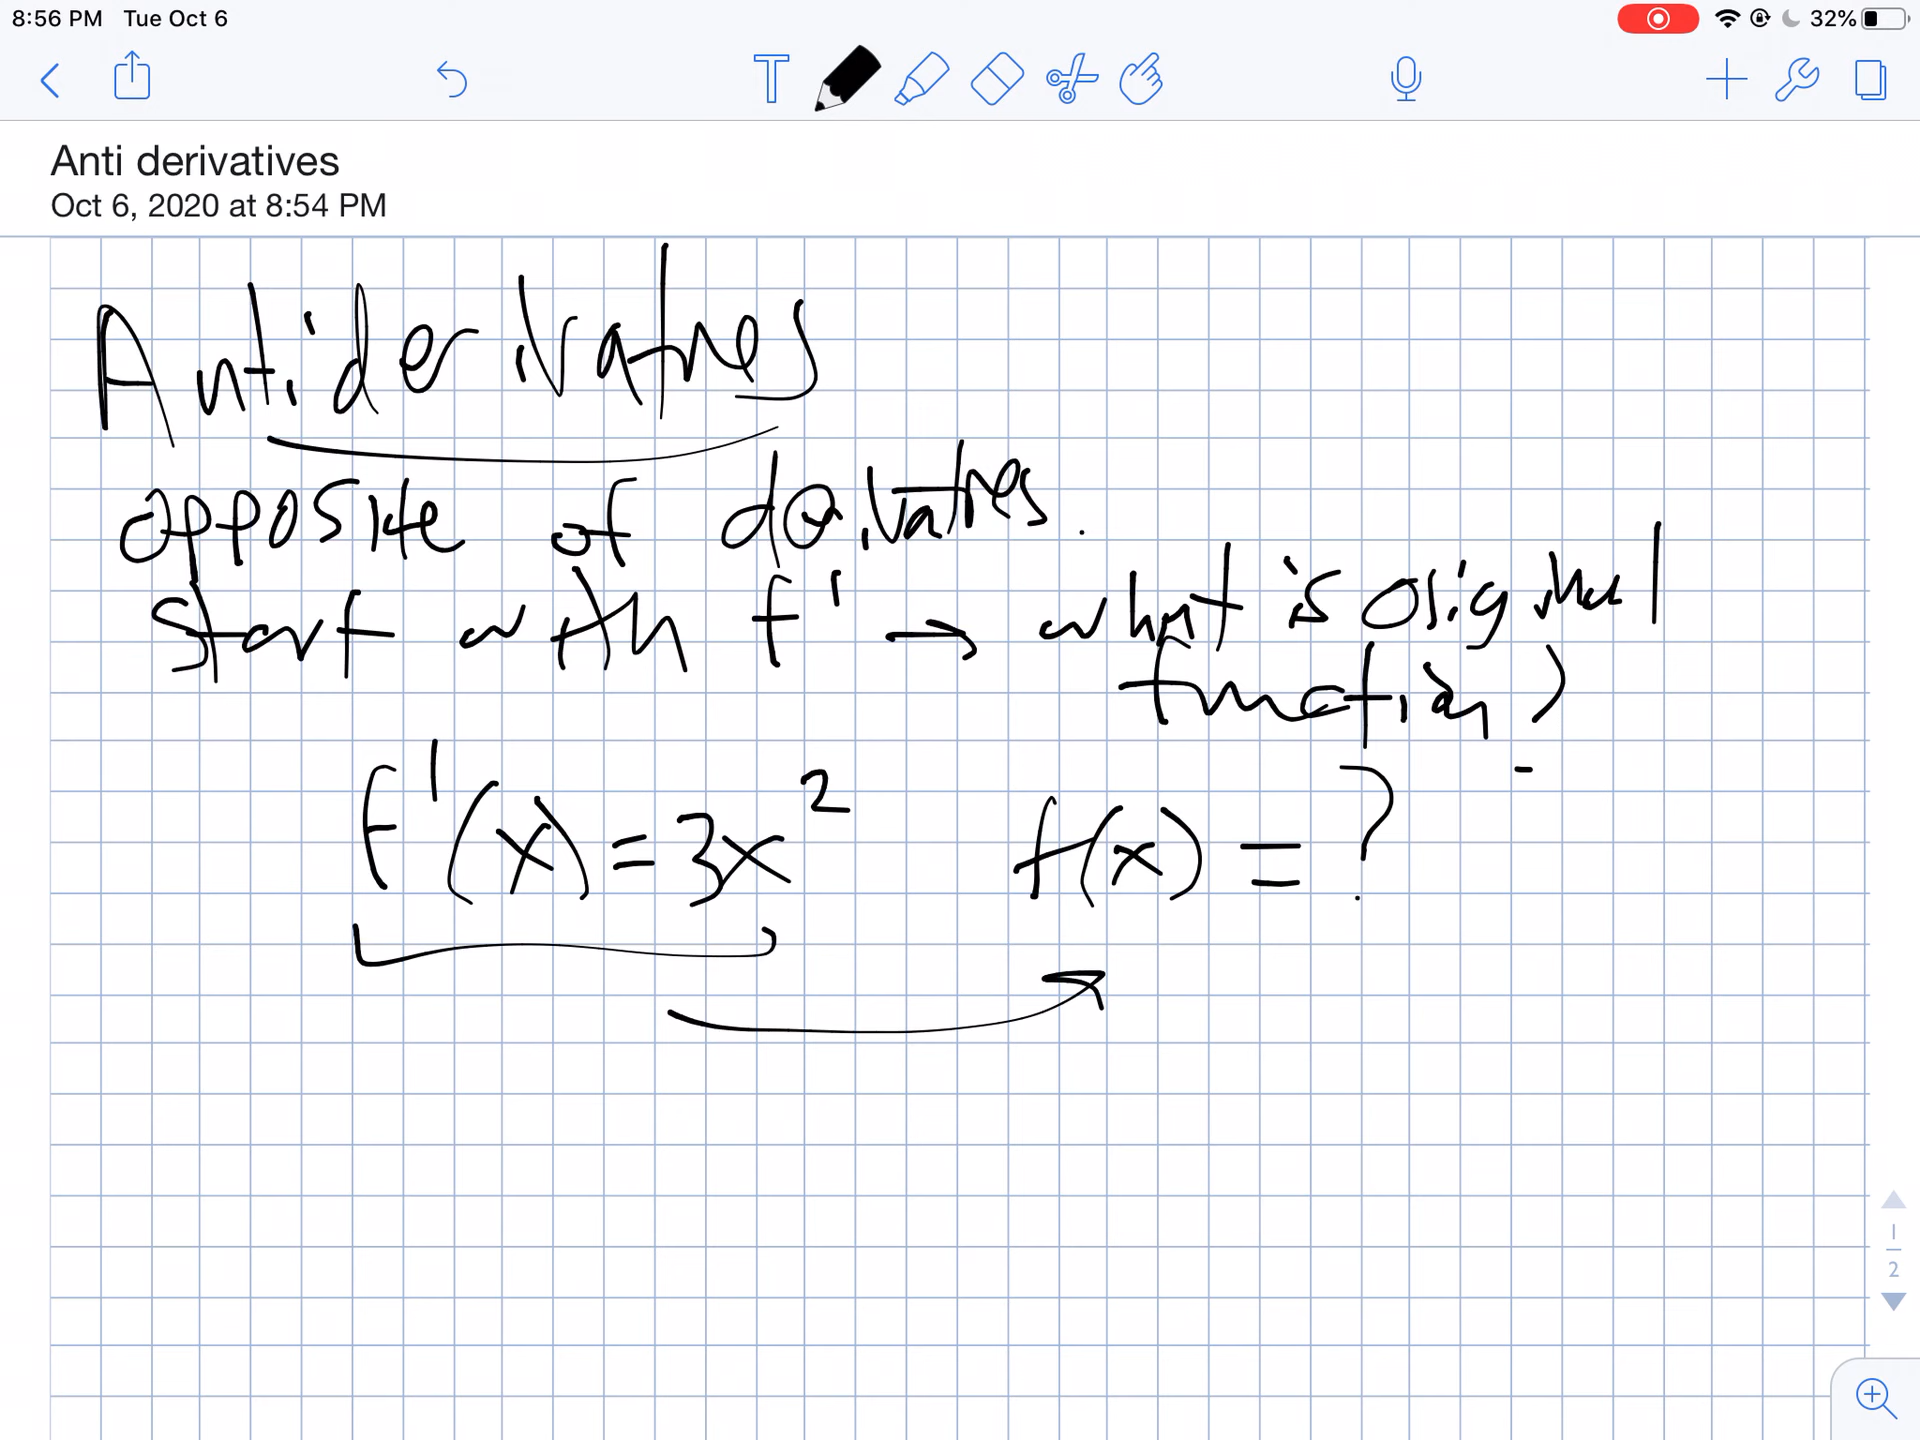 8:56 PM Tue Oct 6
32%
T
Anti derivatives
Oct 6, 2020 at 8:54 PM
Antiderivatives
opposite of derivatives.
Start with f' → what is original
function?
f'(x) = 3x² f(x) = ?
1
2